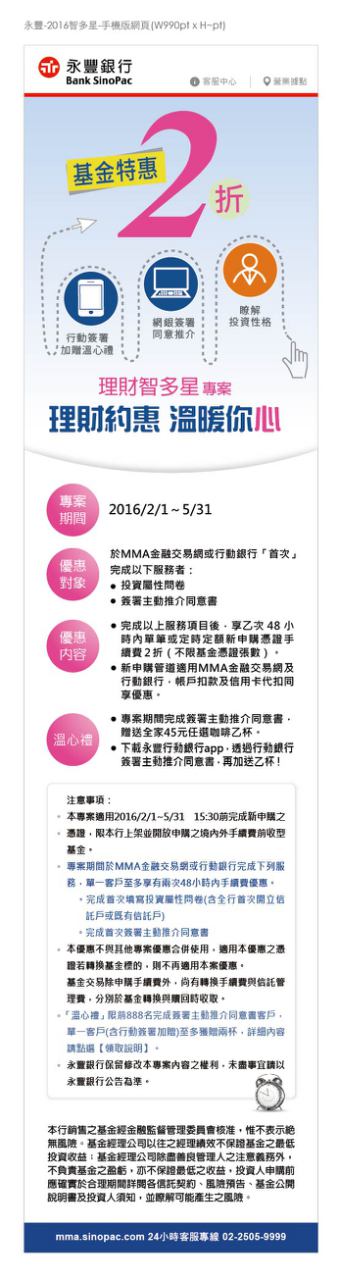 永豐-2016智多星-手機版網頁(W990pt x H~pt)
永豐銀行
Bank SinoPac
客服中心
營業據點
基金特惠
2
折
瞭解
投資性格
網銀簽署
同意推介
行動簽署
加贈溫心禮
理財智多星專案
理財約惠 溫暖你心
專案
期間
2016/2/1~5/31
優惠
對象
於MMA金融交易網或行動銀行「首次」
完成以下服務者：
• 投資屬性問卷
• 簽署主動推介同意書
優惠
內容
• 完成以上服務項目後，享乙次 48 小
時內單筆或定時定額新申購憑證手
續費2折（不限基金憑證張數）。
• 新申購管道適用MMA金融交易網及
行動銀行，帳戶扣款及信用卡代扣同
享優惠。
溫心禮
• 專案期間完成簽署主動推介同意書，
贈送全家45元任選咖啡乙杯。
• 下載永豐行動銀行app，透過行動銀行
簽署主動推介同意書，再加送乙杯!
注意事項：
◦ 本專案適用2016/2/1~5/31 15:30前完成新申購之
◦ 憑證，限本行上架並開放申購之境內外手續費前收型
基金。
◦ 專案期間於MMA金融交易網或行動銀行完成下列服
務，單一客戶至多享有兩次48小時內手續費優惠。
◦ 完成首次填寫投資屬性問卷(含全行首次開立信
託戶或既有信託戶)
◦ 完成首次簽署主動推介同意書
◦ 本優惠不與其他專案優惠合併使用，適用本優惠之憑
證若轉換基金標的，則不再適用本案優惠。
基金交易除申購手續費外，尚有轉換手續費與信託管
理費，分別於基金轉換與贖回時收取。
◦「溫心禮」限前888名完成簽署主動推介同意書客戶，
單一客戶(含行動簽署加贈)至多獲贈兩杯，詳細內容
請點選【領取說明】。
◦ 永豐銀行保留修改本專案內容之權利，未盡事宜請以
永豐銀行公告為準。
本行銷售之基金經金融監督管理委員會核准，惟不表示絕
無風險。基金經理公司以往之經理績效不保證基金之最低
投資收益；基金經理公司除盡善良管理人之注意義務外，
不負責基金之盈虧，亦不保證最低之收益，投資人申購前
應確實於合理期間詳閱各信託契約、風險預告、基金公開
說明書及投資人須知，並瞭解可能產生之風險。
mma.sinopac.com 24小時客服專線 02-2505-9999